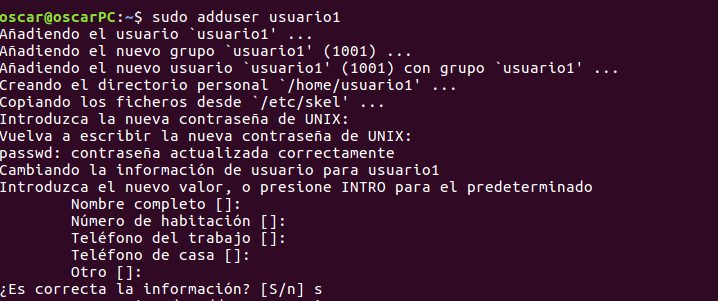 oscar@oscarPC:~$ sudo adduser usuario1
Añadiendo el usuario `usuario1' ...
Añadiendo el nuevo grupo `usuario1' (1001) ...
Añadiendo el nuevo usuario `usuario1' (1001) con grupo `usuario1' ...
Creando el directorio personal `/home/usuario1' ...
Copiando los ficheros desde `/etc/skel' ...
Introduzca la nueva contraseña de UNIX:
Vuelva a escribir la nueva contraseña de UNIX:
passwd: contraseña actualizada correctamente
Cambiando la información de usuario para usuario1
Introduzca el nuevo valor, o presione INTRO para el predeterminado
Nombre completo []:
Número de habitación []:
Teléfono del trabajo []:
Teléfono de casa []:
Otro []:
¿Es correcta la información? [S/n] s